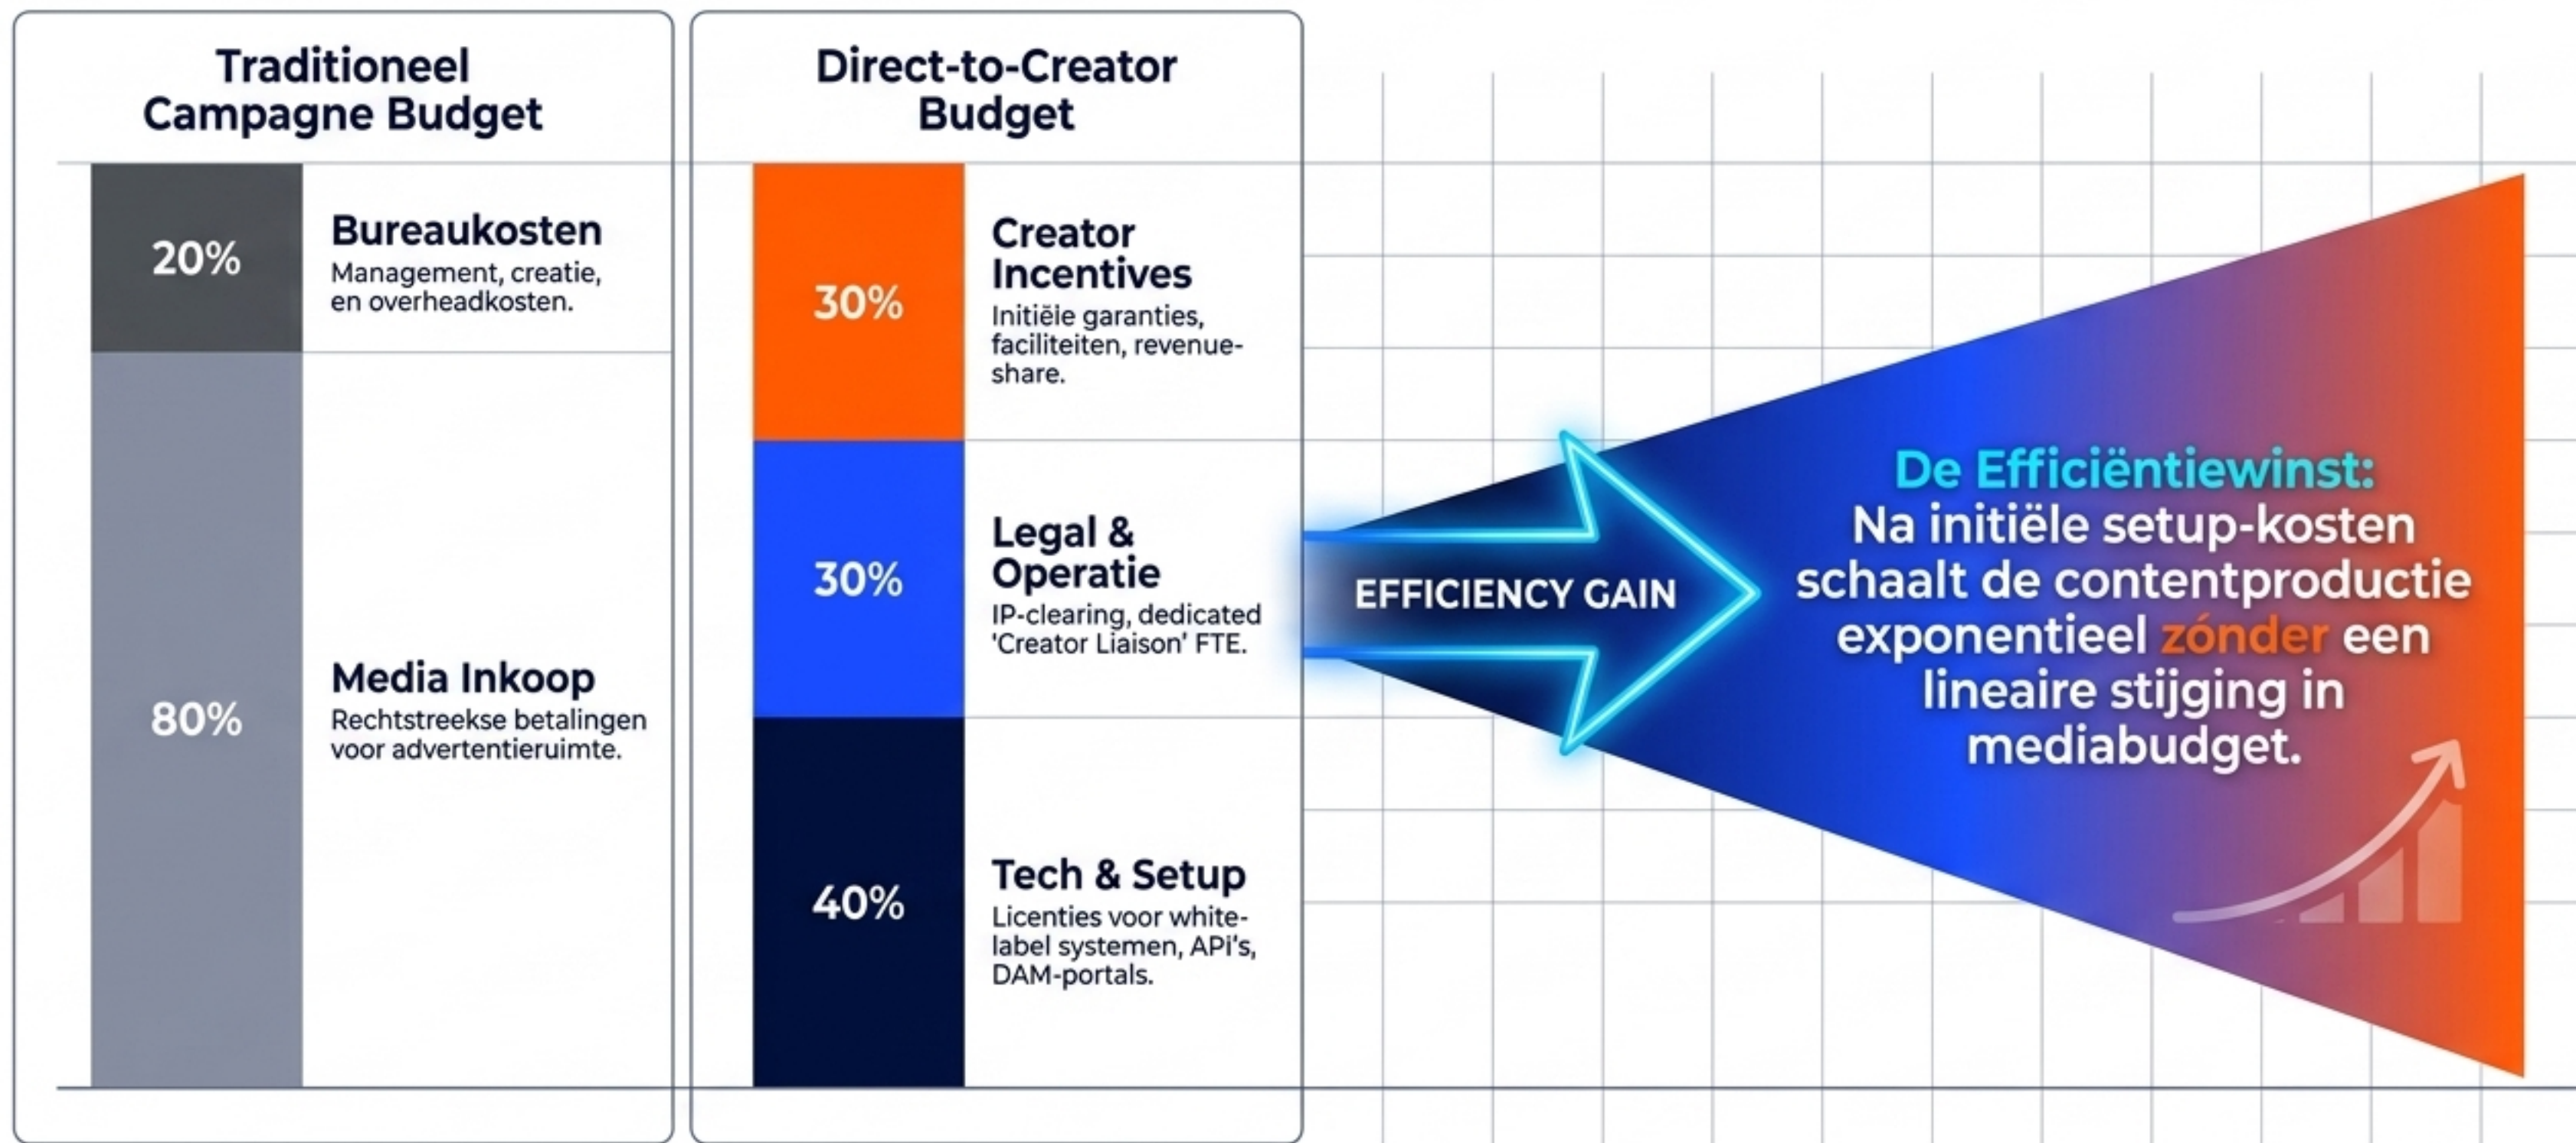 Traditioneel
Campagne Budget
20%
Bureaukosten
Management, creatie,
en overheadkosten.
80%
Media Inkoop
Rechtstreekse betalingen
voor advertentieruimte.
Direct-to-Creator
Budget
30%
Creator
Incentives
Initiële garanties,
faciliteiten, revenue-
share.
30%
Legal &
Operatie
IP-clearing, dedicated
'Creator Liaison' FTE.
40%
Tech & Setup
Licenties voor white-
label systemen, APi's,
DAM-portals.
EFFICIENCY GAIN
De Efficiëntiewinst:
Na initiële setup-kosten
schaalt de contentproductie
exponentieel zónder een
lineaire stijging in
mediabudget.